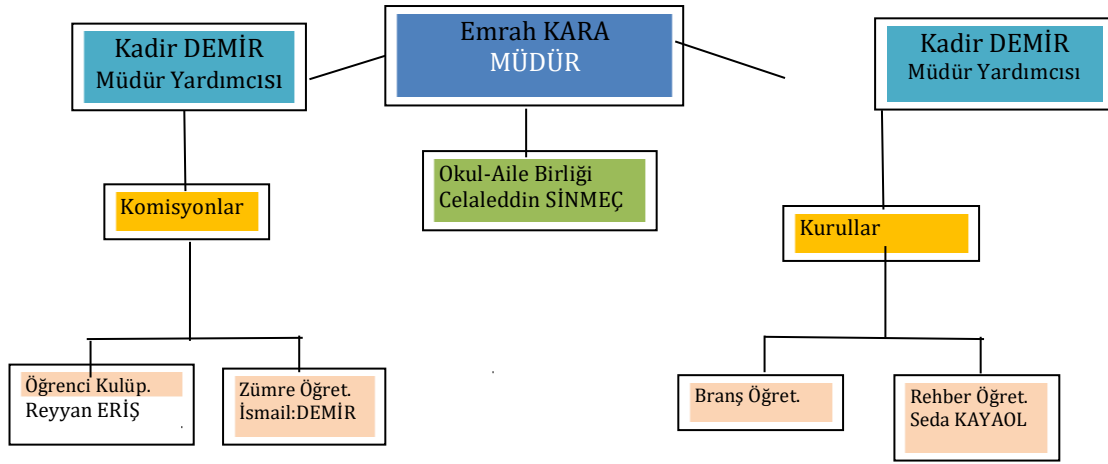 Kadir DEMİR
Müdür Yardımcısı
Emrah KARA
MÜDÜR
Kadir DEMİR
Müdür Yardımcısı
Okul-Aile Birliği
Celaleddin SİNMEÇ
Komisyonlar
Kurullar
Öğrenci Kulüp.
Reyyan ERİŞ
Zümre Öğret.
İsmail:DEMİR
Branş Öğret.
Rehber Öğret.
Seda KAYAOL